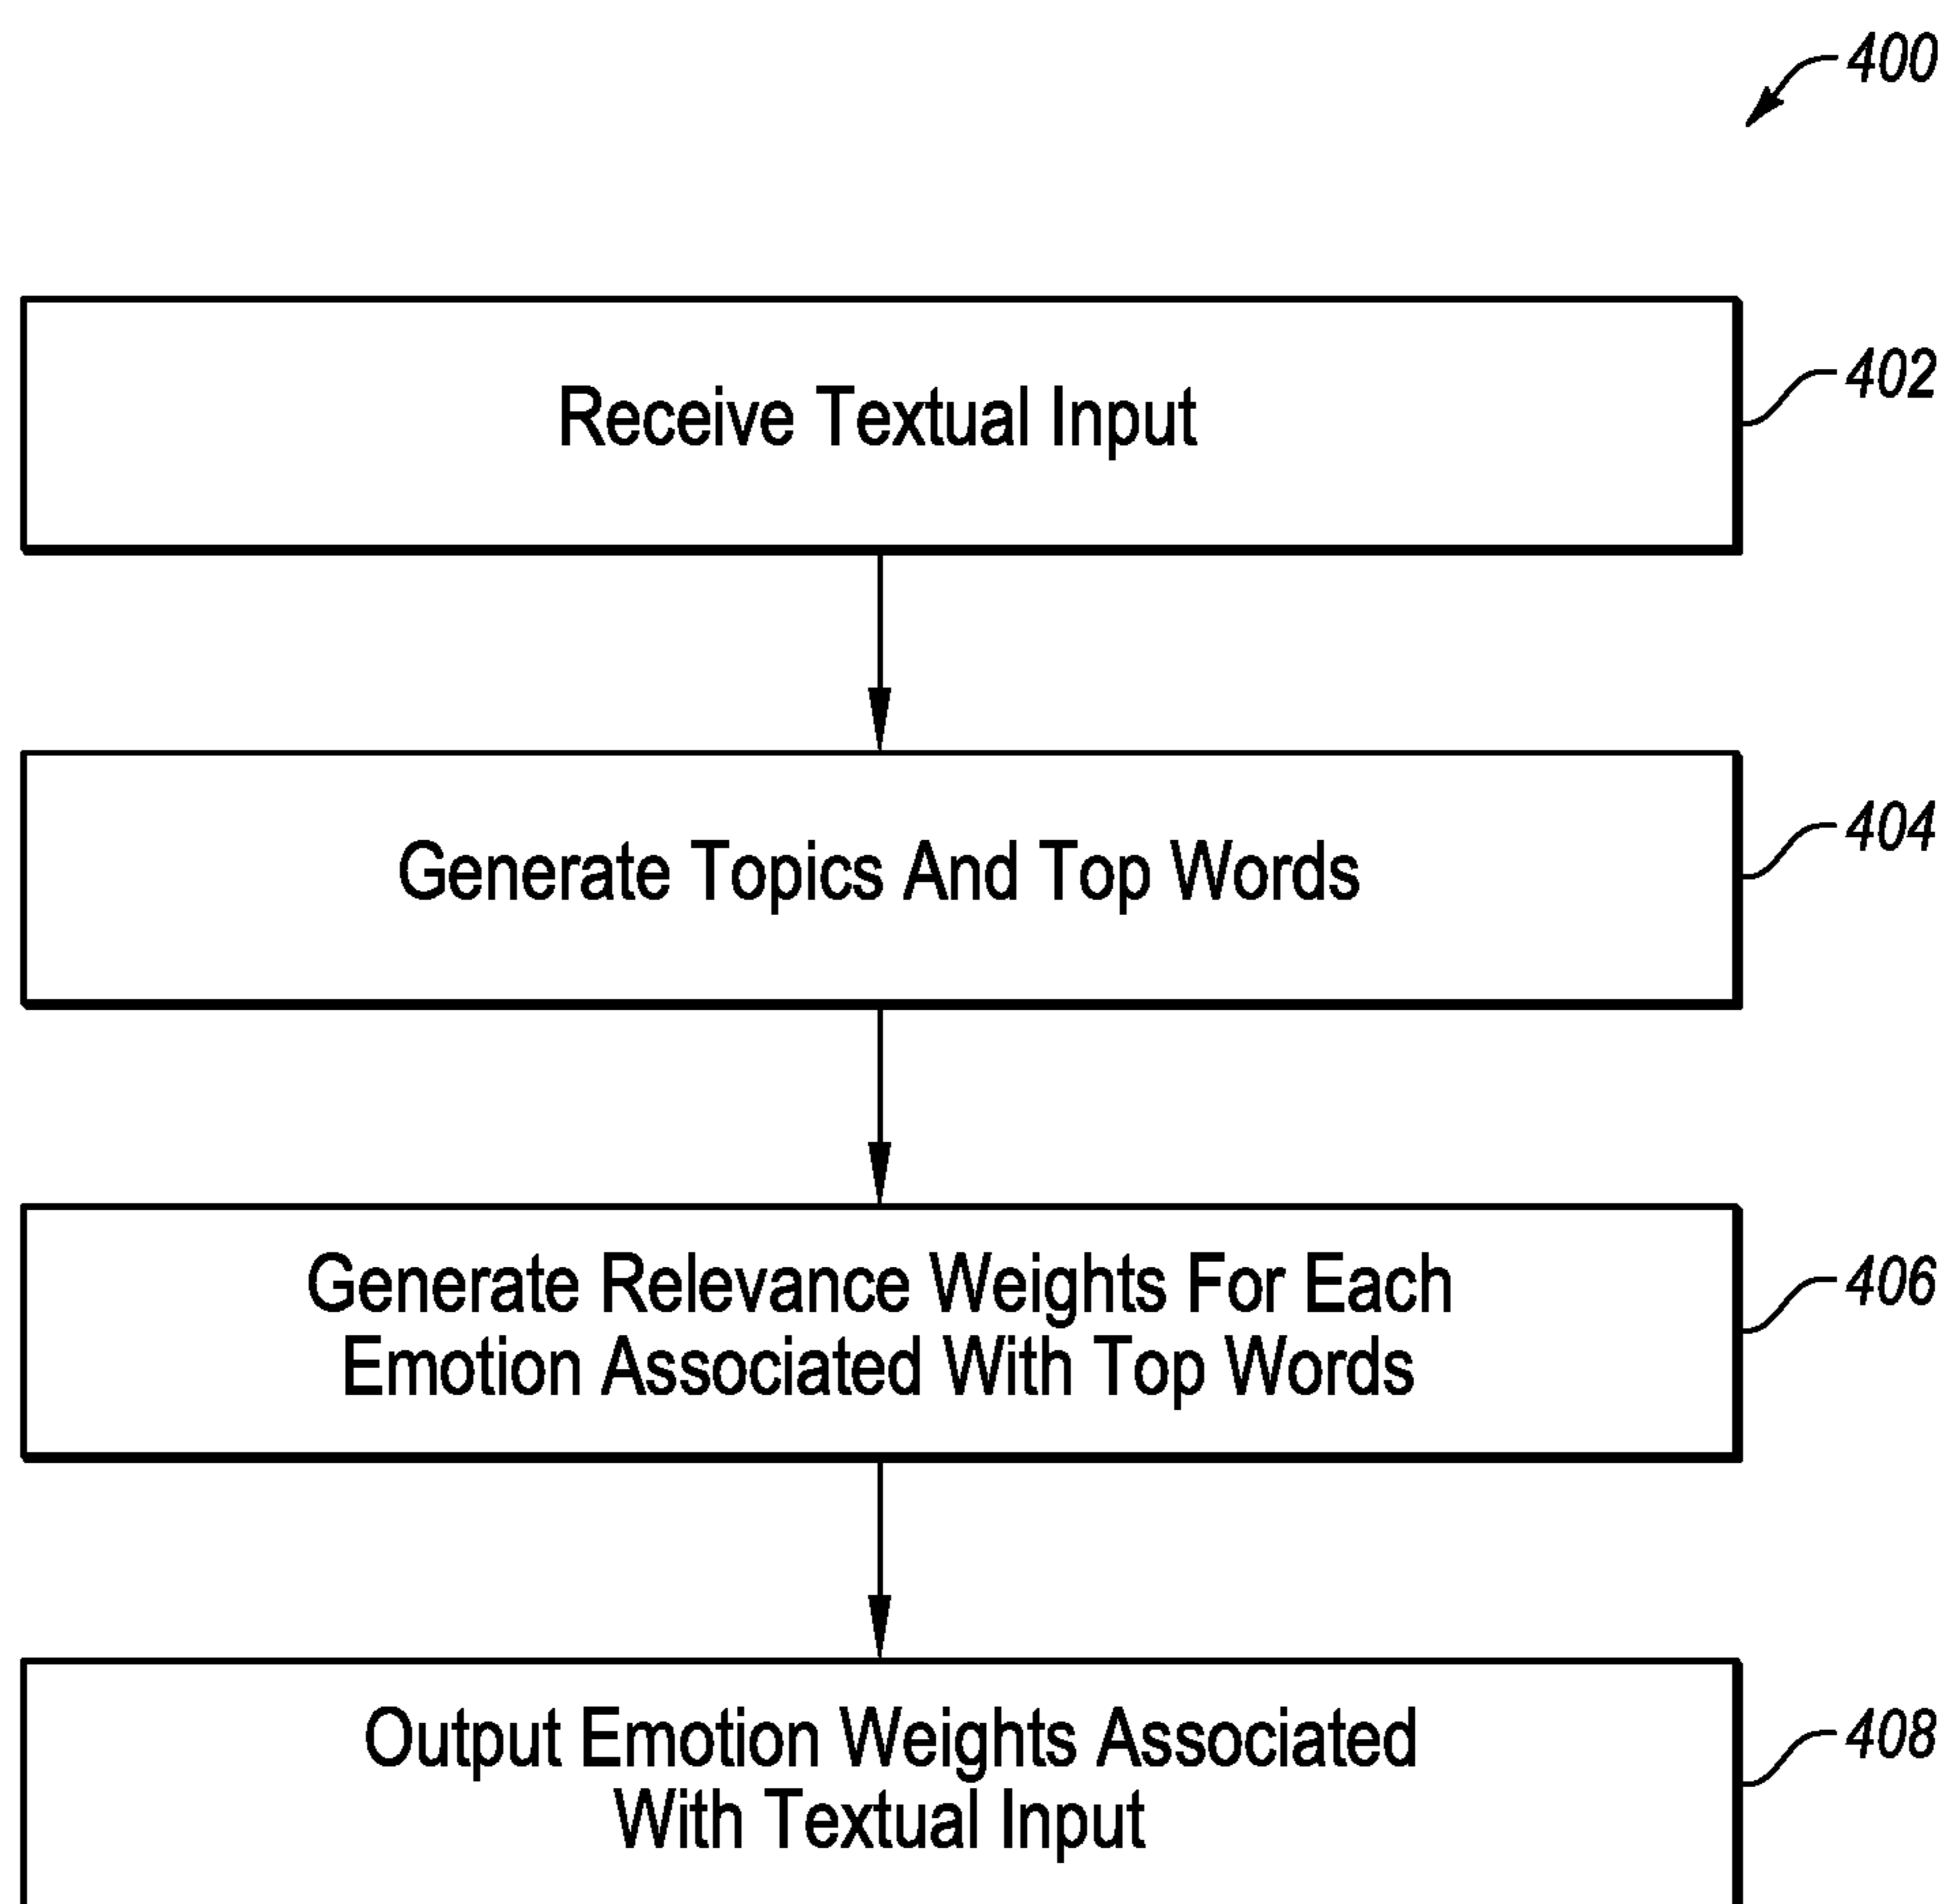 400
Receive Textual Input
402
Generate Topics And Top Words
404
Generate Relevance Weights For Each
Emotion Associated With Top Words
406
Output Emotion Weights Associated
With Textual Input
408